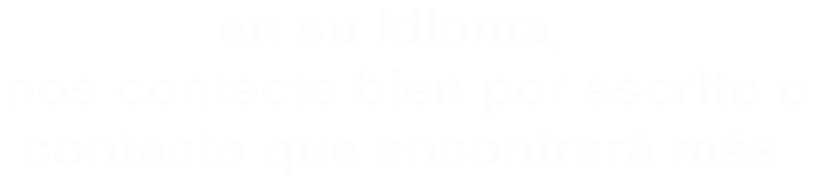 en su idioma,
nos contacte bien por escrito o
contacto que encontrará más